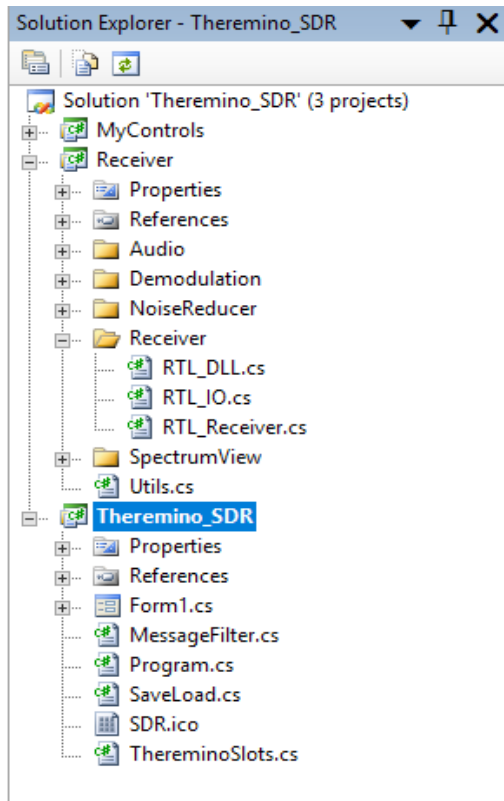 Solution Explorer - Theremino_SDR
Solution 'Theremino_SDR' (3 projects)
MyControls
Receiver
Properties
References
Audio
Demodulation
NoiseReducer
Receiver
RTL_DLL.cs
RTL_IO.cs
RTL_Receiver.cs
SpectrumView
Utils.cs
Theremino_SDR
Properties
References
Form1.cs
MessageFilter.cs
Program.cs
SaveLoad.cs
SDR.ico
ThereminoSlots.cs